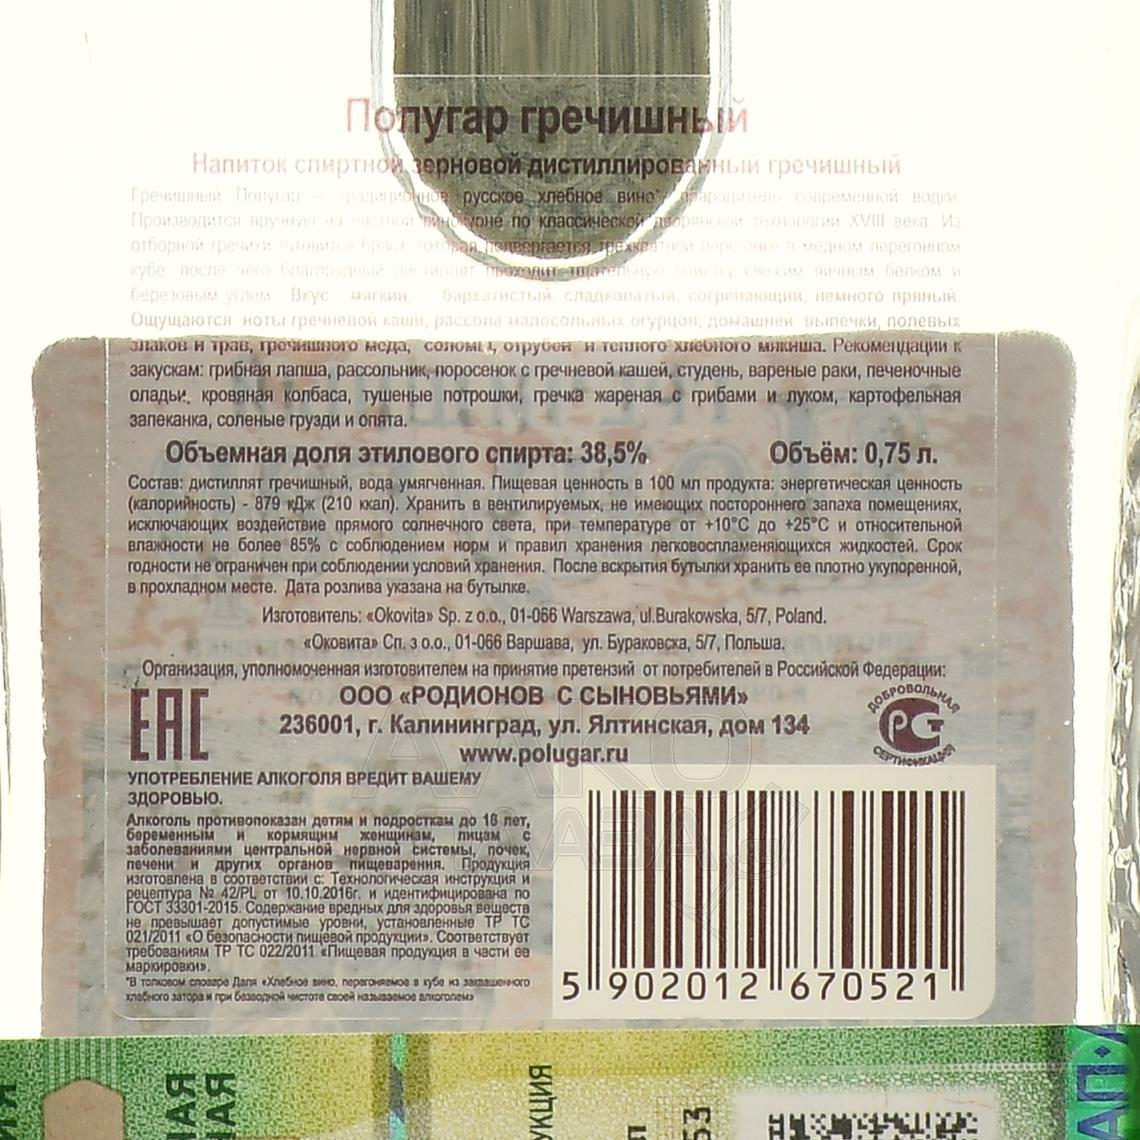 Полугар гречишный
Напиток спиртной зерновой дистиллированный гречишный
Гречишный Полугар – традиционное русское хлебное вино*, прародитель современной водки.
Производится вручную на частной винокурне по классической дворянской технологии XVIII века. Из
отборной гречихи готовится брага, которая подвергается трехкратной перегонке в медном перегонном
кубе, после чего благородный дистиллят проходит тщательную очистку свежим яичным белком и
березовым углем. Вкус: мягкий, бархатистый, сладковатый, согревающий, немного пряный.
Ощущаются ноты гречневой каши, рассола малосольных огурцов, домашней выпечки, полевых
злаков и трав, гречишного меда, соломы, отрубей и теплого хлебного мякиша. Рекомендации к
закускам: грибная лапша, рассольник, поросенок с гречневой кашей, студень, вареные раки, печеночные
оладьи, кровяная колбаса, тушеные потрошки, гречка жареная с грибами и луком, картофельная
запеканка, соленые грузди и опята.
Объемная доля этилового спирта: 38,5% Объём: 0,75 л.
Состав: дистиллят гречишный, вода умягченная. Пищевая ценность в 100 мл продукта: энергетическая ценность
(калорийность) - 879 кДж (210 ккал). Хранить в вентилируемых, не имеющих постороннего запаха помещениях,
исключающих воздействие прямого солнечного света, при температуре от +10°С до +25°С и относительной
влажности не более 85% с соблюдением норм и правил хранения легковоспламеняющихся жидкостей. Срок
годности не ограничен при соблюдении условий хранения. После вскрытия бутылки хранить ее плотно укупоренной,
в прохладном месте. Дата розлива указана на бутылке.
Изготовитель: «Okovita» Sp. z o.o., 01-066 Warszawa, ul.Burakowska, 5/7, Poland.
«Оковита» Сп. з о.о., 01-066 Варшава, ул. Бураковска, 5/7, Польша.
Организация, уполномоченная изготовителем на принятие претензий от потребителей в Российской Федерации:
ООО «РОДИОНОВ С СЫНОВЬЯМИ»
236001, г. Калининград, ул. Ялтинская, дом 134
www.polugar.ru
EAC
ДОБРОВОЛЬНАЯ
РСТ
СЕРТИФИКАЦИЯ
УПОТРЕБЛЕНИЕ АЛКОГОЛЯ ВРЕДИТ ВАШЕМУ
ЗДОРОВЬЮ.
Алкоголь противопоказан детям и подросткам до 18 лет,
беременным и кормящим женщинам, лицам с
заболеваниями центральной нервной системы, почек,
печени и других органов пищеварения. Продукция
изготовлена в соответствии с: Технологическая инструкция и
рецептура № 42/PL от 10.10.2016г. и идентифицирована по
ГОСТ 33301-2015. Содержание вредных для здоровья веществ
не превышает допустимые уровни, установленные ТР ТС
021/2011 «О безопасности пищевой продукции». Соответствует
требованиям ТР ТС 022/2011 «Пищевая продукция в части ее
маркировки».
*В толковом словаре Даля «Хлебное вино, перегоняемое в кубе из заквашенного
хлебного затора и при безводной чистоте своей называемое алкоголем»
5 902012 670521
АЛКО
СЛАВА